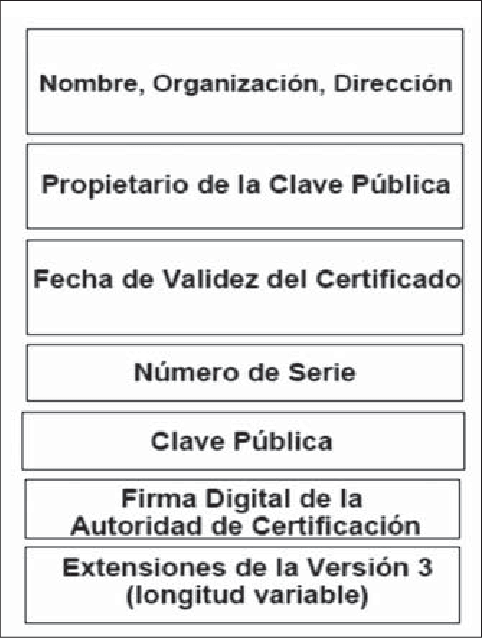 Nombre, Organización, Dirección
Propietario de la Clave Pública
Fecha de Validez del Certificado
Número de Serie
Clave Pública
Firma Digital de la
Autoridad de Certificación
Extensiones de la Versión 3
(longitud variable)